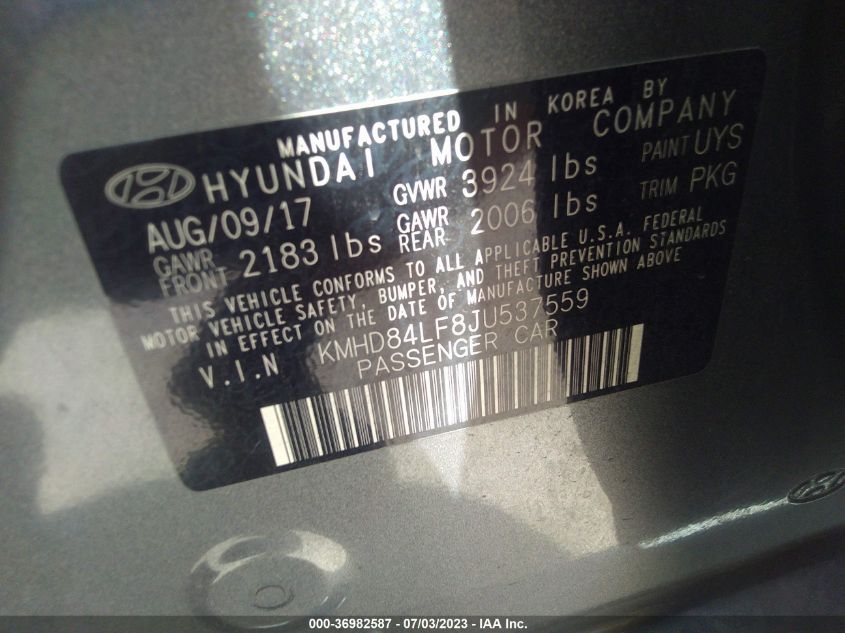 MANUFACTURED IN KOREA BY
HYUNDAI MOTOR COMPANY
AUG/09/17 GVWR 3924 lbs PAINT UYS
GAWR FRONT 2183 lbs GAWR REAR 2006 lbs TRIM PKG
THIS VEHICLE CONFORMS TO ALL APPLICABLE U.S.A. FEDERAL
MOTOR VEHICLE SAFETY, BUMPER, AND THEFT PREVENTION STANDARDS
IN EFFECT ON THE DATE OF MANUFACTURE SHOWN ABOVE
V.I.N KMHD84LF8JU537559
PASSENGER CAR
000-36982587 - 07/03/2023 - IAA Inc.